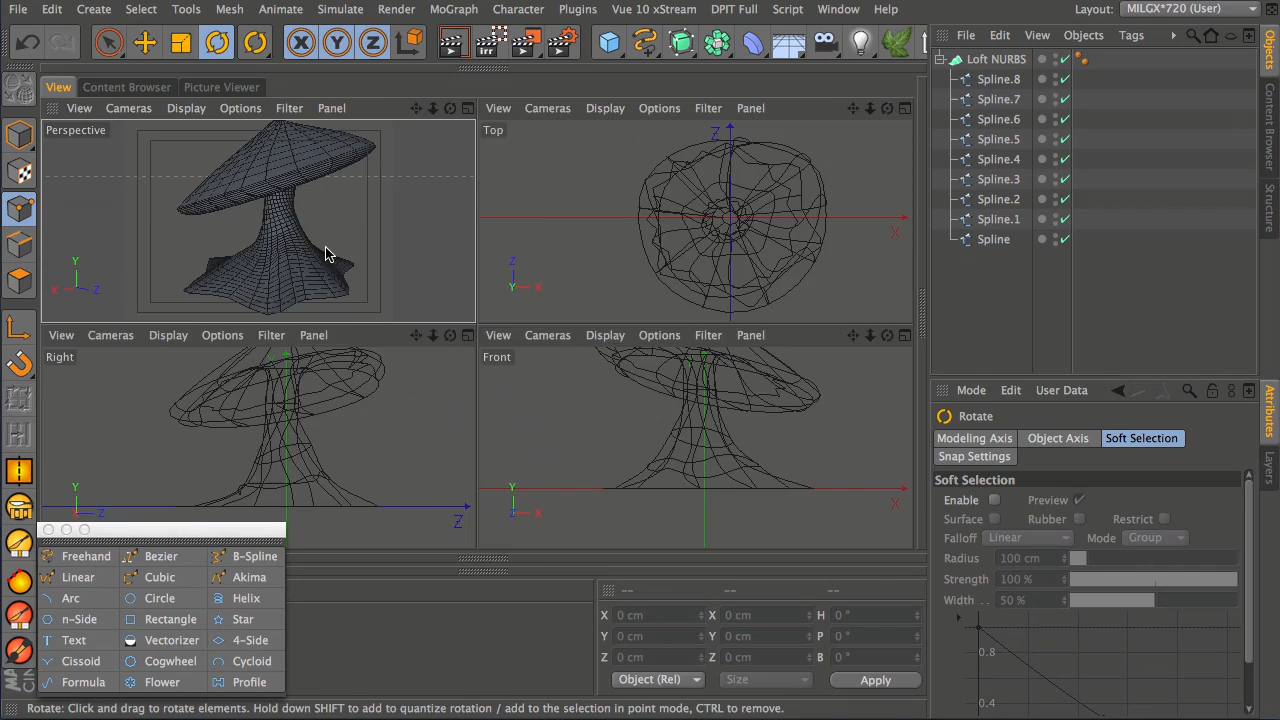 File Edit Create Selection Tools Mesh Animate Simulate Render MoGraph Character Plugins Vue 10 xStream DPIT Full Script Window Help Layout: MILGX*720 (User)
X Y Z irr
File Edit View Objects Tags
View Content Browser Picture Viewer
View Cameras Display Options Filter Panel
View Cameras Display Options Filter Panel
Perspective
Y
X Z
Top
Z
X
Z
Y X
Loft NURBS
Spline.8
Spline.7
Spline.6
Spline.5
Spline.4
Spline.3
Spline.2
Spline.1
Spline
Objects
Content Browser
Structure
View Cameras Display Options Filter Panel
View Cameras Display Options Filter Panel
Right
Y
Z
Z
Front
Y
X
X
Mode Edit User Data
Rotate
Modeling Axis Object Axis Soft Selection
Snap Settings
Soft Selection
Enable Preview
Surface Rubber Restrict
Falloff Linear Mode Group
Radius 100 cm
Strength 100 %
Width . . 50 %
0.8
0.4
Attributes
Layers
Freehand Bezier B-Spline
Linear Cubic Akima
Arc Circle Helix
n-Side Rectangle Star
Text Vectorizer 4-Side
Cissoid Cogwheel Cycloid
Formula Flower Profile
-- -- --
X 0 cm X 0 cm H 0 °
Y 0 cm Y 0 cm P 0 °
Z 0 cm Z 0 cm B 0 °
Object (Rel) Size Apply
Rotate: Click and drag to rotate elements. Hold down SHIFT to add to quantize rotation / add to the selection in point mode, CTRL to remove.